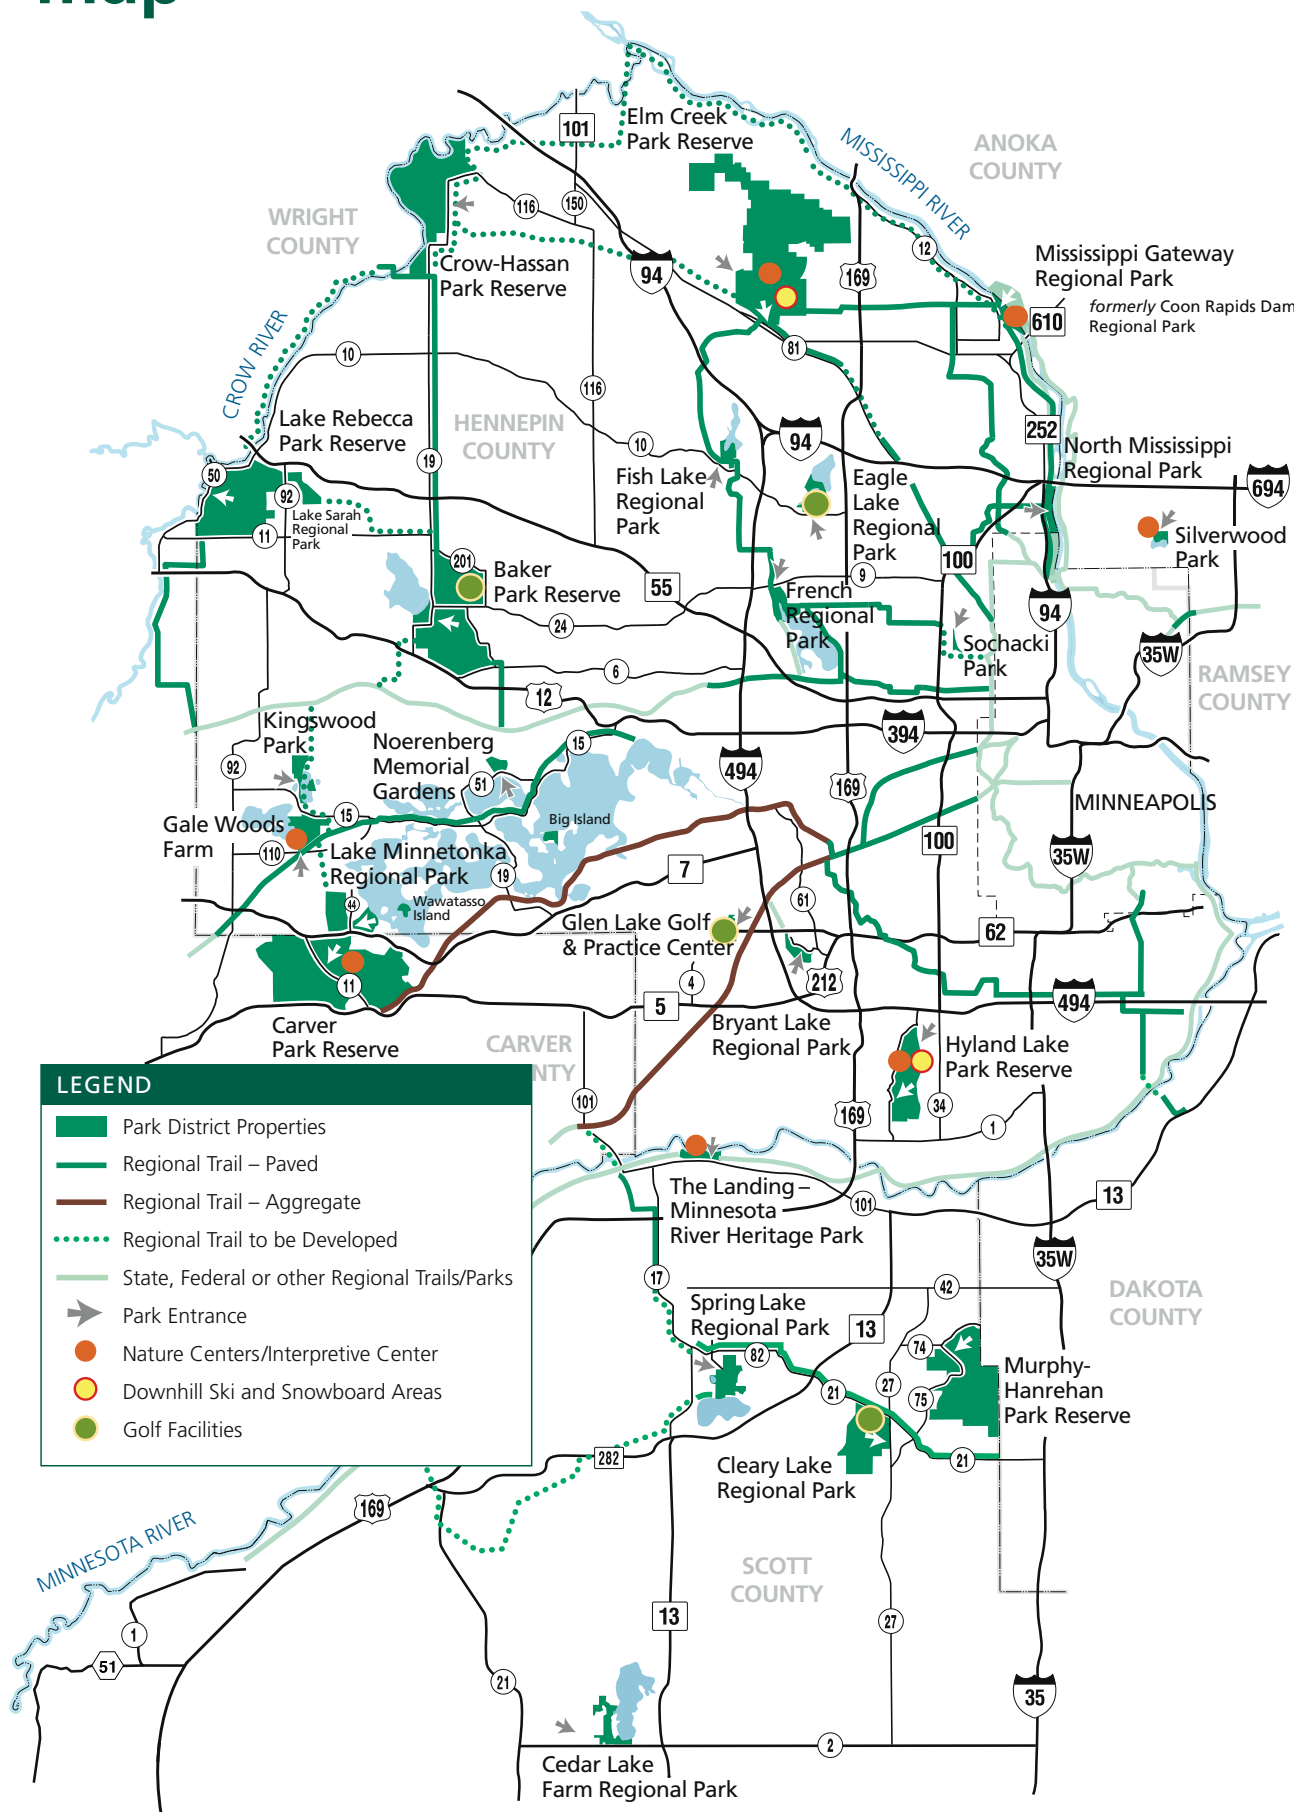 map
101
Elm Creek
Park Reserve
MISSISSIPPI RIVER
ANOKA
COUNTY
WRIGHT
COUNTY
116
150
12
Crow-Hassan
Park Reserve
94
169
Mississippi Gateway
Regional Park
formerly Coon Rapids Dam
Regional Park
610
CROW RIVER
10
81
116
Lake Rebecca
Park Reserve
HENNEPIN
COUNTY
10
94
252
North Mississippi
Regional Park
50
92
19
Fish Lake
Regional
Park
Eagle
Lake
Regional
Park
694
Lake Sarah
Regional
Park
11
Silverwood
Park
201
Baker
Park Reserve
55
9
100
French
Regional
Park
94
24
Sochacki
Park
35W
6
RAMSEY
COUNTY
12
Kingswood
Park
Noerenberg
Memorial
Gardens
15
394
92
51
494
169
MINNEAPOLIS
Gale Woods
Farm
15
Big Island
110
Lake Minnetonka
Regional Park
19
7
100
35W
44
Wawatasso
Island
61
Glen Lake Golf
& Practice Center
62
11
4
212
5
494
Carver
Park Reserve
Bryant Lake
Regional Park
Hyland Lake
Park Reserve
CARVER
NTY
101
169
34
1
LEGEND
Park District Properties
Regional Trail – Paved
Regional Trail – Aggregate
Regional Trail to be Developed
State, Federal or other Regional Trails/Parks
Park Entrance
Nature Centers/Interpretive Center
Downhill Ski and Snowboard Areas
Golf Facilities
The Landing –
Minnesota
River Heritage Park
101
13
35W
17
42
DAKOTA
COUNTY
Spring Lake
Regional Park
13
82
74
Murphy-
Hanrehan
Park Reserve
21
27
75
282
Cleary Lake
Regional Park
21
169
MINNESOTA RIVER
SCOTT
COUNTY
13
27
1
51
21
35
2
Cedar Lake
Farm Regional Park